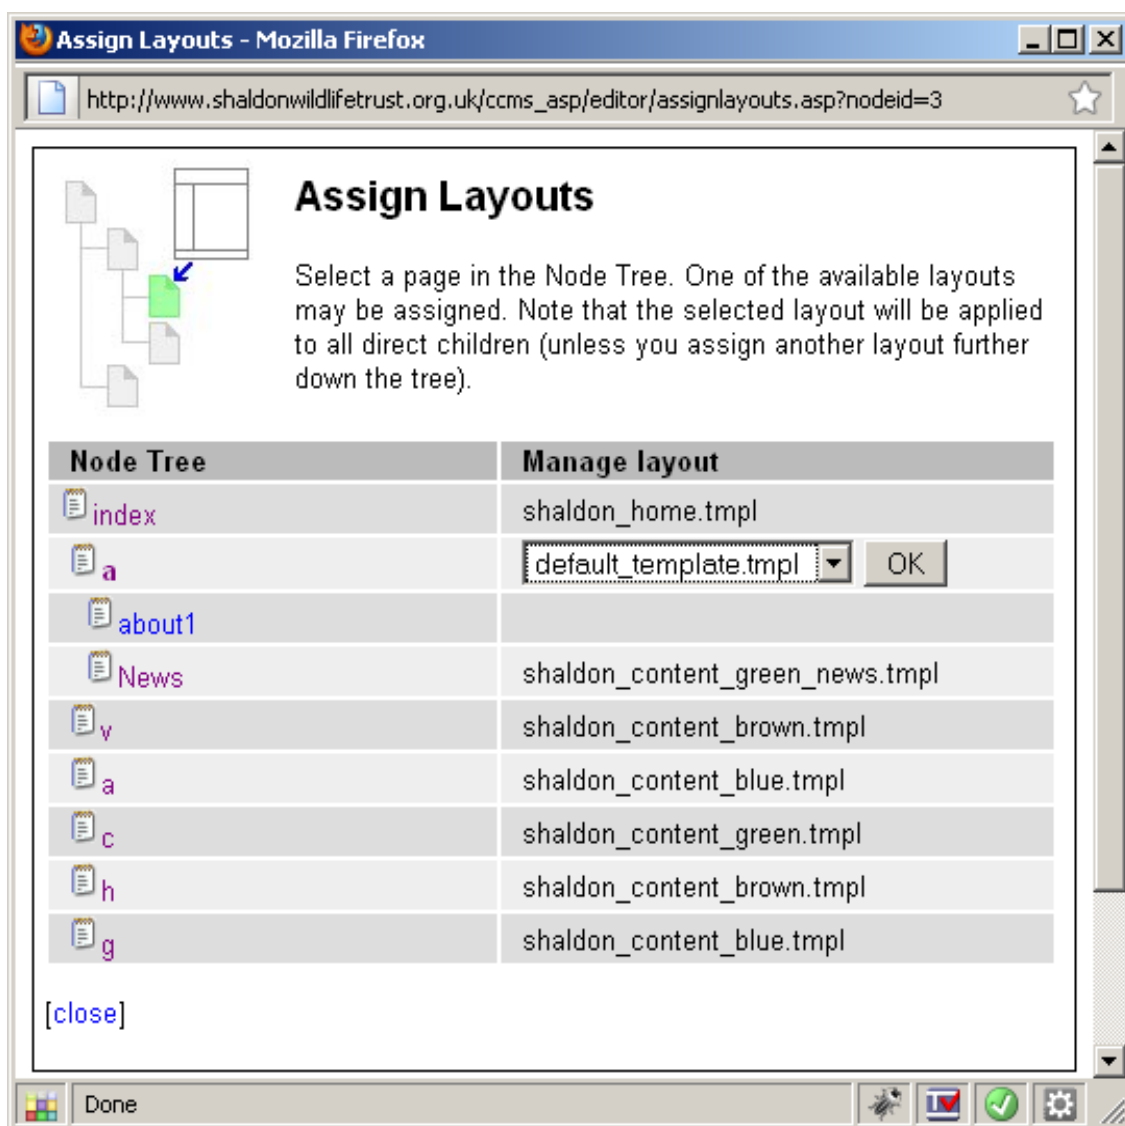 Assign Layouts - Mozilla Firefox
http://www.shaldonwildlifetrust.org.uk/ccms_asp/editor/assignlayouts.asp?nodeid=3
Assign Layouts
Select a page in the Node Tree. One of the available layouts
may be assigned. Note that the selected layout will be applied
to all direct children (unless you assign another layout further
down the tree).
Node Tree Manage layout
index shaldon_home.tmpl
a default_template.tmpl OK
about1
News shaldon_content_green_news.tmpl
v shaldon_content_brown.tmpl
a shaldon_content_blue.tmpl
c shaldon_content_green.tmpl
h shaldon_content_brown.tmpl
g shaldon_content_blue.tmpl
[close]
Done